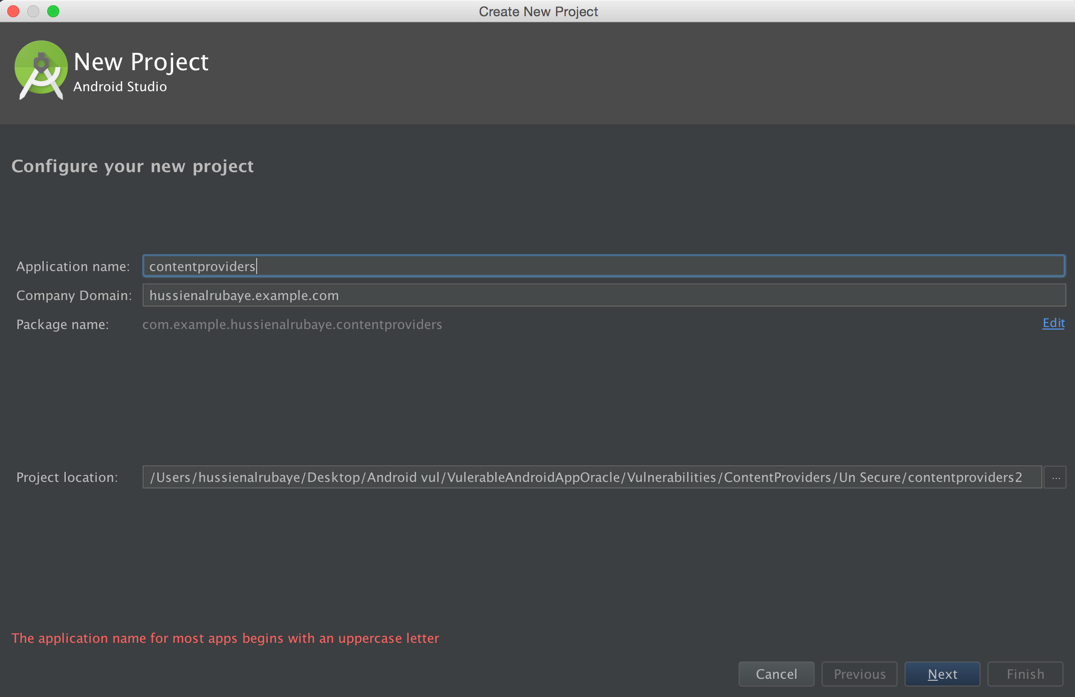 Create New Project
New Project
Android Studio
Configure your new project
Application name: contentproviders
Company Domain: hussienalrubaye.example.com
Package name: com.example.hussienalrubaye.contentproviders Edit
Project location: /Users/hussienalrubaye/Desktop/Android vul/VulerableAndroidAppOracle/Vulnerabilities/ContentProviders/Un Secure/contentproviders2 ...
The application name for most apps begins with an uppercase letter
Cancel Previous Next Finish